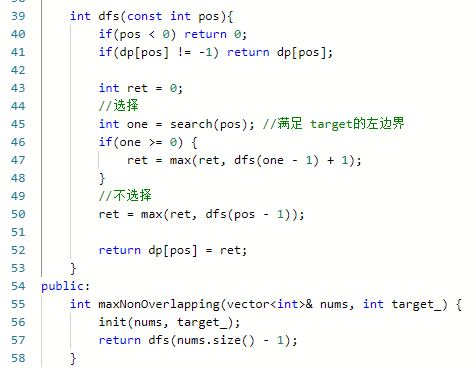 39 int dfs(const int pos){
40 if(pos < 0) return 0;
41 if(dp[pos] != -1) return dp[pos];
42
43 int ret = 0;
44 //选择
45 int one = search(pos); //满足 target的左边界
46 if(one >= 0) {
47 ret = max(ret, dfs(one - 1) + 1);
48 }
49 //不选择
50 ret = max(ret, dfs(pos - 1));
51
52 return dp[pos] = ret;
53 }
54 public:
55 int maxNonOverlapping(vector<int>& nums, int target_) {
56 init(nums, target_);
57 return dfs(nums.size() - 1);
58 }